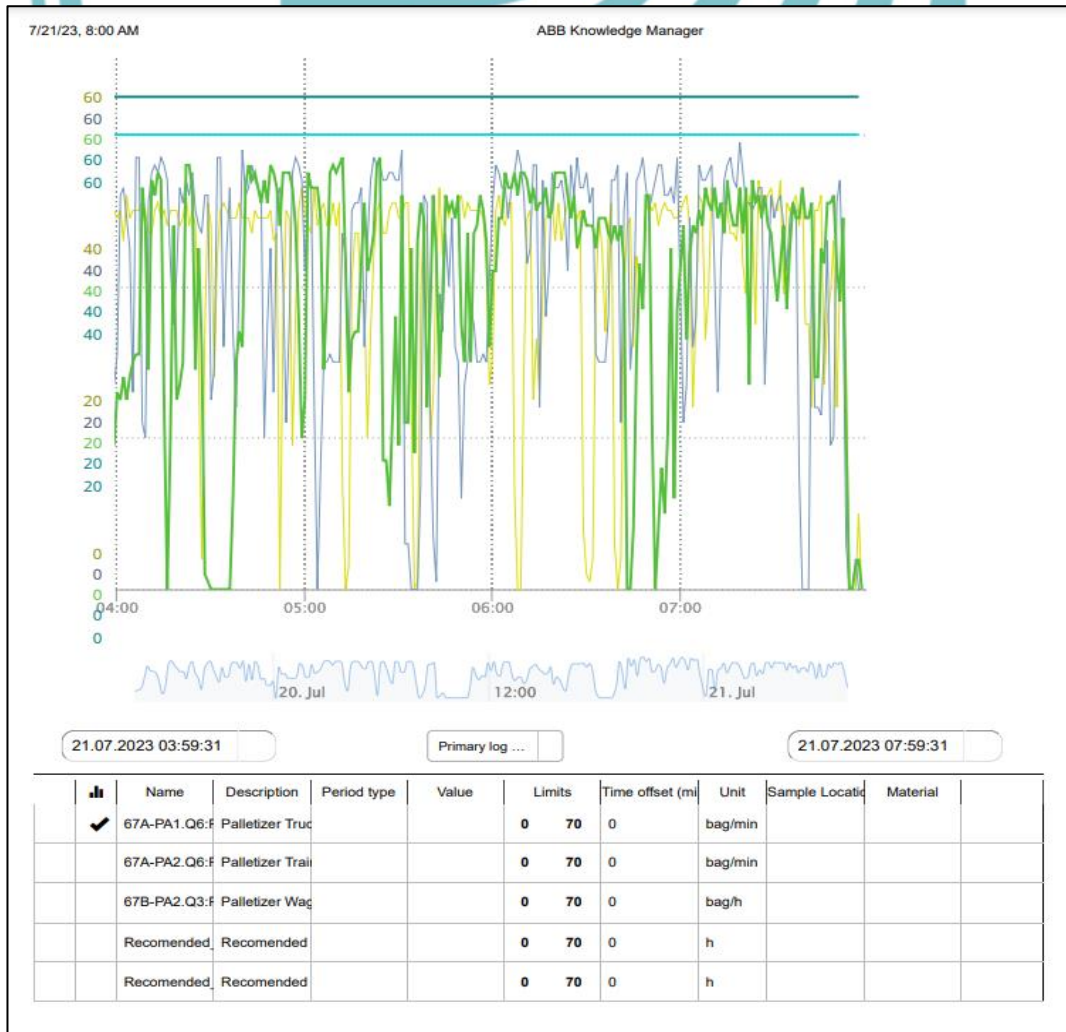 7/21/23, 8:00 AM ABB Knowledge Manager
60
60
60
60
60
40
40
40
40
40
20
20
20
20
20
0
0
0
0
0
04:00 05:00 06:00 07:00
20. Jul 12:00 21. Jul
21.07.2023 03:59:31 Primary log ... 21.07.2023 07:59:31
Name Description Period type Value Limits Time offset (mi Unit Sample Locatic Material
67A-PA1.Q6:F Palletizer Truc 0 70 0 bag/min
67A-PA2.Q6:F Palletizer Trai 0 70 0 bag/min
67B-PA2.Q3:F Palletizer Wag 0 70 0 bag/h
Recomended_ Recomended 0 70 0 h
Recomended_ Recomended 0 70 0 h